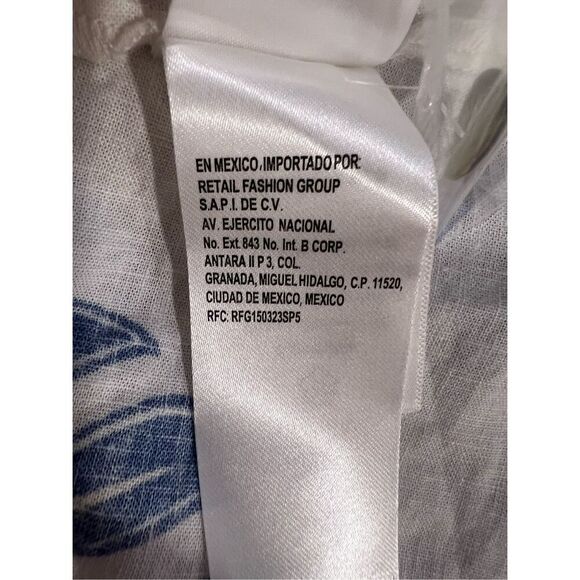 EN MEXICO, IMPORTADO POR:
RETAIL FASHION GROUP
S.A.P.I. DE C.V.
AV. EJERCITO NACIONAL
No. Ext. 843 No. Int. B CORP.
ANTARA II P 3, COL.
GRANADA, MIGUEL HIDALGO, C.P. 11520,
CIUDAD DE MEXICO, MEXICO
RFC: RFG150323SP5